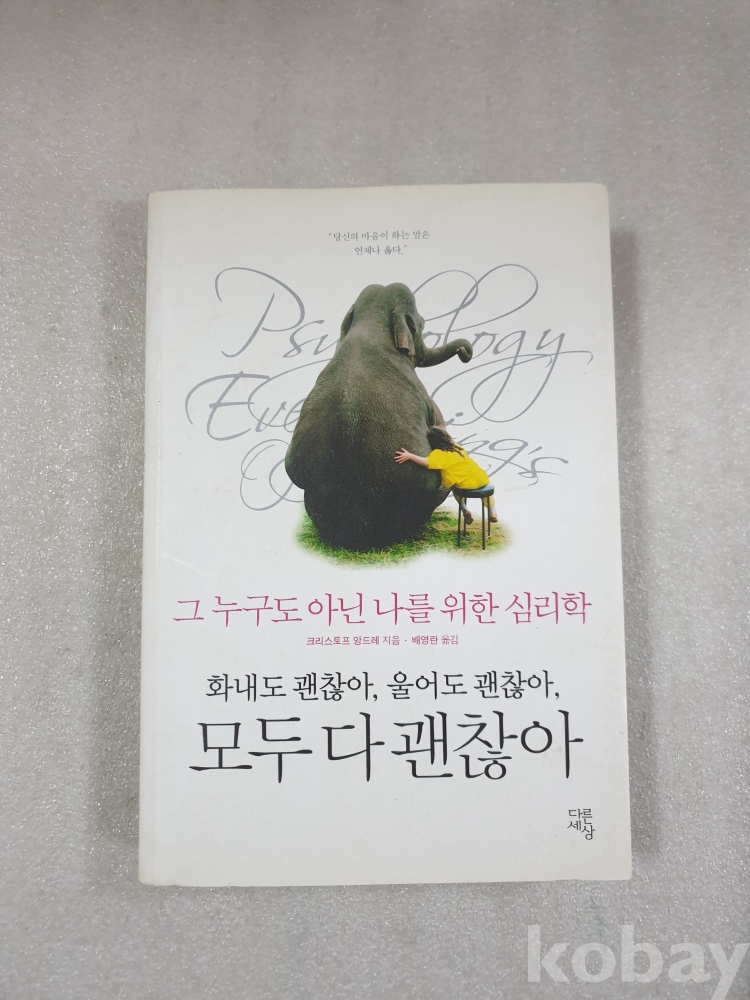 “당신의 마음이 하는 말은
언제나 옳다.”
그 누구도 아닌 나를 위한 심리학
크리스토프 앙드레 지음 · 배영란 옮김
화내도 괜찮아, 울어도 괜찮아,
모두 다 괜찮아
다른
세상
kobay